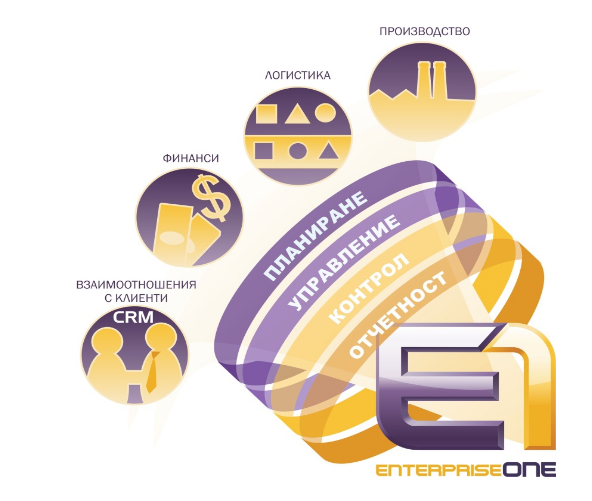 ПРОИЗВОДСТВО
ЛОГИСТИКА
ФИНАНСИ
ВЗАИМООТНОШЕНИЯ
С КЛИЕНТИ
CRM
ПЛАНИРАНЕ
УПРАВЛЕНИЕ
КОНТРОЛ
ОТЧЕТНОСТ
E1
ENTERPRISEONE